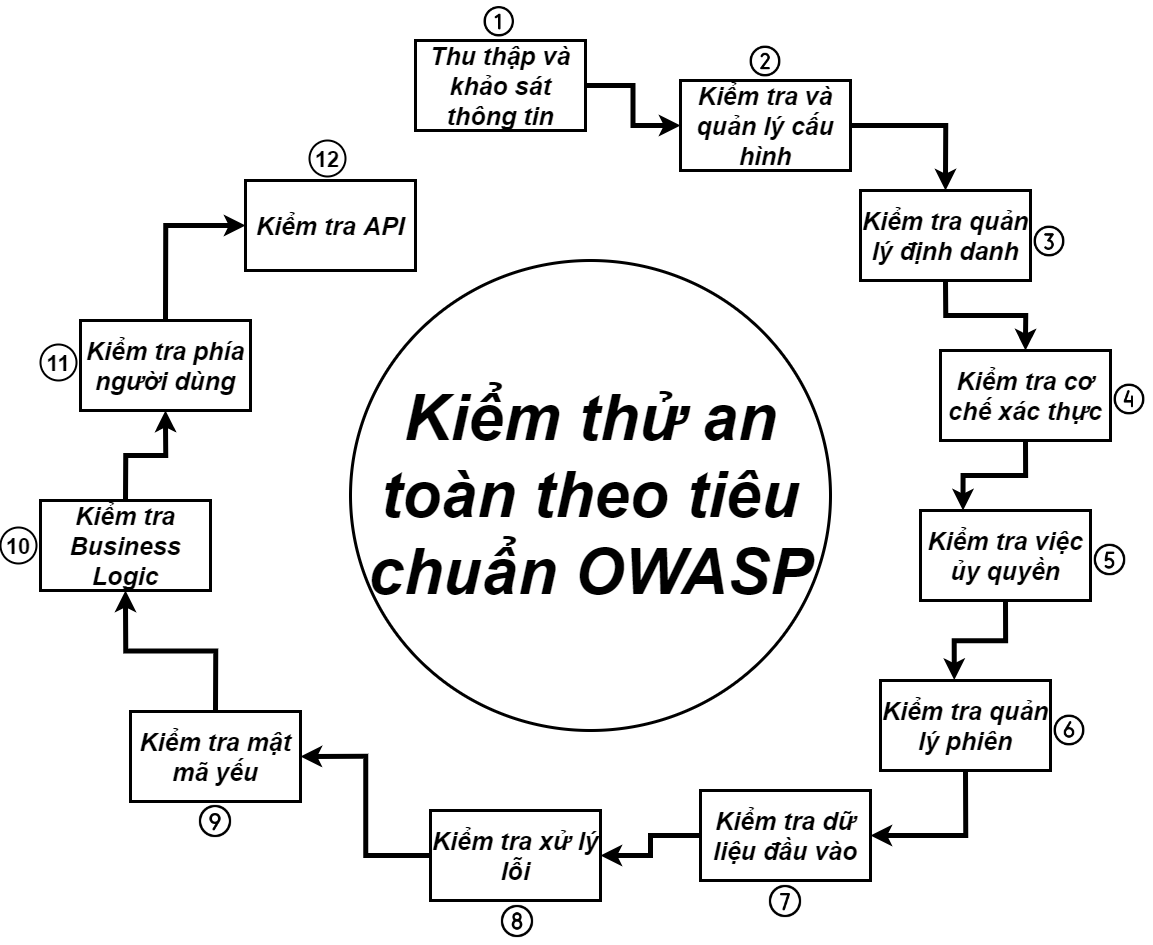 ①
Thu thập và
khảo sát
thông tin
②
Kiểm tra và
quản lý cấu
hình
Kiểm tra quản
lý định danh
③
Kiểm tra cơ
chế xác thực
④
Kiểm tra việc
ủy quyền
⑤
Kiểm tra quản
lý phiên
⑥
Kiểm tra dữ
liệu đầu vào
⑦
Kiểm tra xử lý
lỗi
⑧
Kiểm tra mật
mã yếu
⑨
Kiểm tra
Business
Logic
⑩
Kiểm tra phía
người dùng
⑪
⑫
Kiểm tra API
Kiểm thử an
toàn theo tiêu
chuẩn OWASP